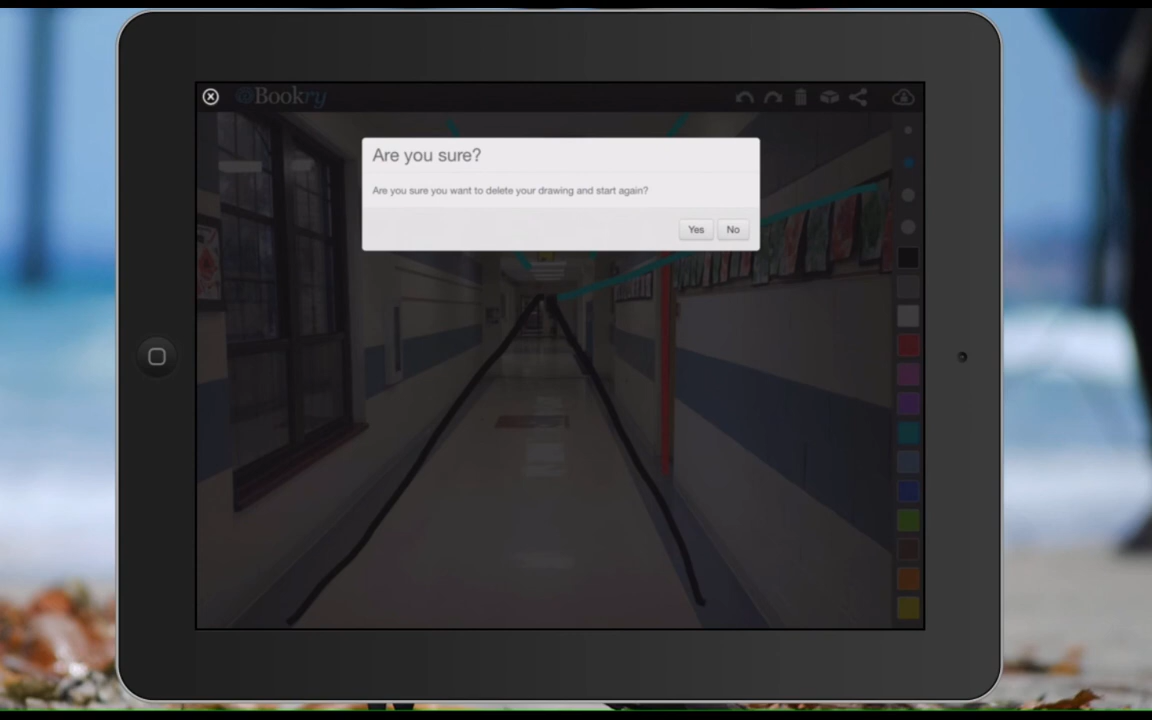 Bookry
Are you sure?
Are you sure you want to delete your drawing and start again?
Yes No